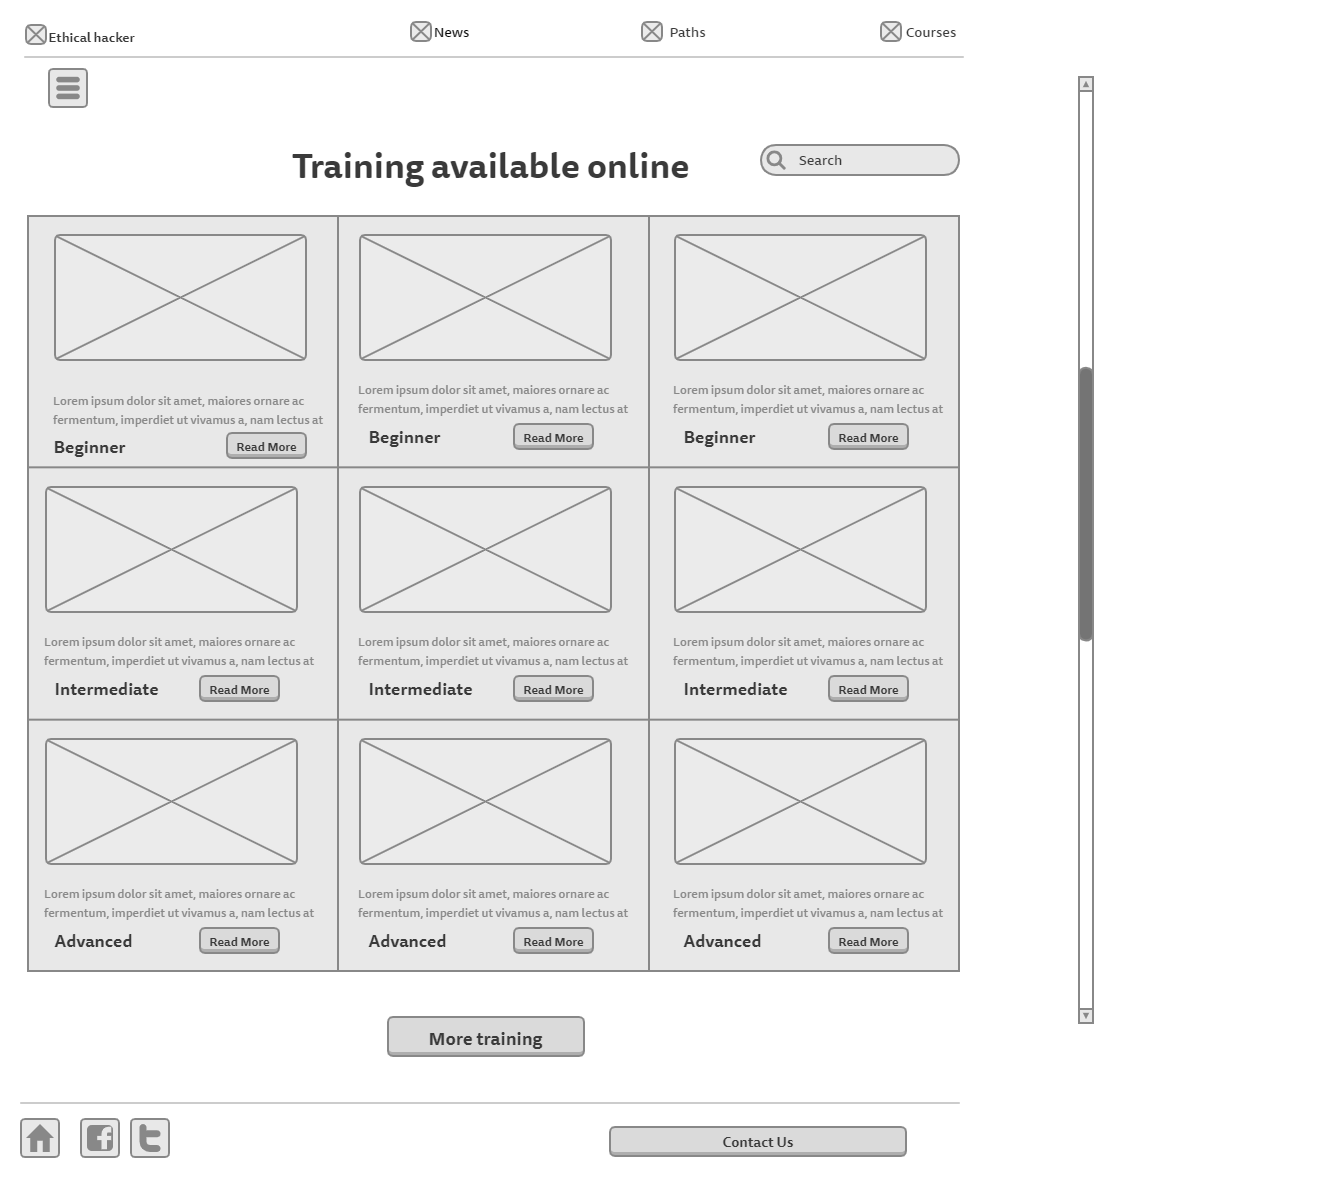 Ethical hacker
News
Paths
Courses
Training available online
Search
Lorem ipsum dolor sit amet, maiores ornare ac
fermentum, imperdiet ut vivamus a, nam lectus at
Beginner
Read More
Lorem ipsum dolor sit amet, maiores ornare ac
fermentum, imperdiet ut vivamus a, nam lectus at
Beginner
Read More
Lorem ipsum dolor sit amet, maiores ornare ac
fermentum, imperdiet ut vivamus a, nam lectus at
Beginner
Read More
Lorem ipsum dolor sit amet, maiores ornare ac
fermentum, imperdiet ut vivamus a, nam lectus at
Intermediate
Read More
Lorem ipsum dolor sit amet, maiores ornare ac
fermentum, imperdiet ut vivamus a, nam lectus at
Intermediate
Read More
Lorem ipsum dolor sit amet, maiores ornare ac
fermentum, imperdiet ut vivamus a, nam lectus at
Intermediate
Read More
Lorem ipsum dolor sit amet, maiores ornare ac
fermentum, imperdiet ut vivamus a, nam lectus at
Advanced
Read More
Lorem ipsum dolor sit amet, maiores ornare ac
fermentum, imperdiet ut vivamus a, nam lectus at
Advanced
Read More
Lorem ipsum dolor sit amet, maiores ornare ac
fermentum, imperdiet ut vivamus a, nam lectus at
Advanced
Read More
More training
Contact Us